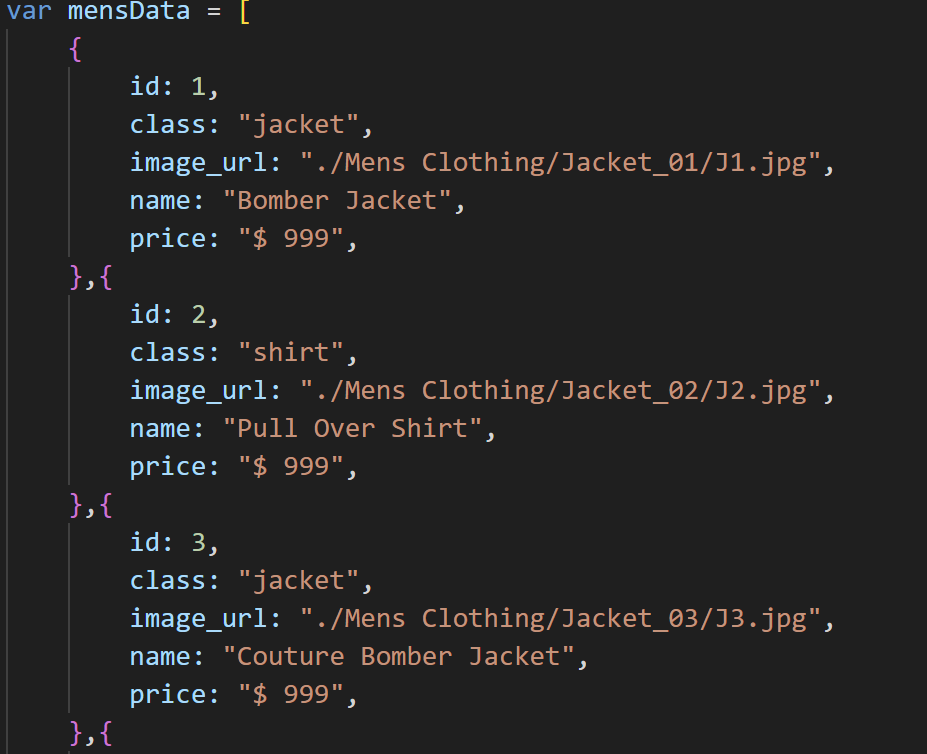 var mensData = [
{
id: 1,
class: "jacket",
image_url: "./Mens Clothing/Jacket_01/J1.jpg",
name: "Bomber Jacket",
price: "$ 999",
},{
id: 2,
class: "shirt",
image_url: "./Mens Clothing/Jacket_02/J2.jpg",
name: "Pull Over Shirt",
price: "$ 999",
},{
id: 3,
class: "jacket",
image_url: "./Mens Clothing/Jacket_03/J3.jpg",
name: "Couture Bomber Jacket",
price: "$ 999",
},{